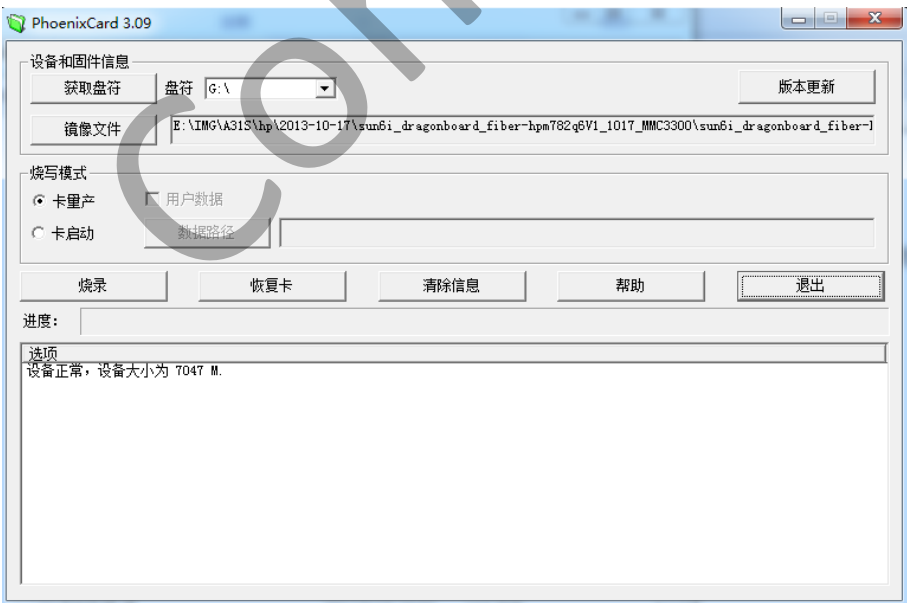 PhoenixCard 3.09
设备和固件信息
获取盘符 盘符 G:\ 版本更新
镜像文件 E:\IMG\A31S\hp\2013-10-17\sun6i_dragonboard_fiber-hpm782q6V1_1017_MMC3300\sun6i_dragonboard_fiber-
烧写模式
卡量产 用户数据
卡启动 数据路径
烧录 恢复卡 清除信息 帮助 退出
进度：
选项
设备正常，设备大小为 7047 M.